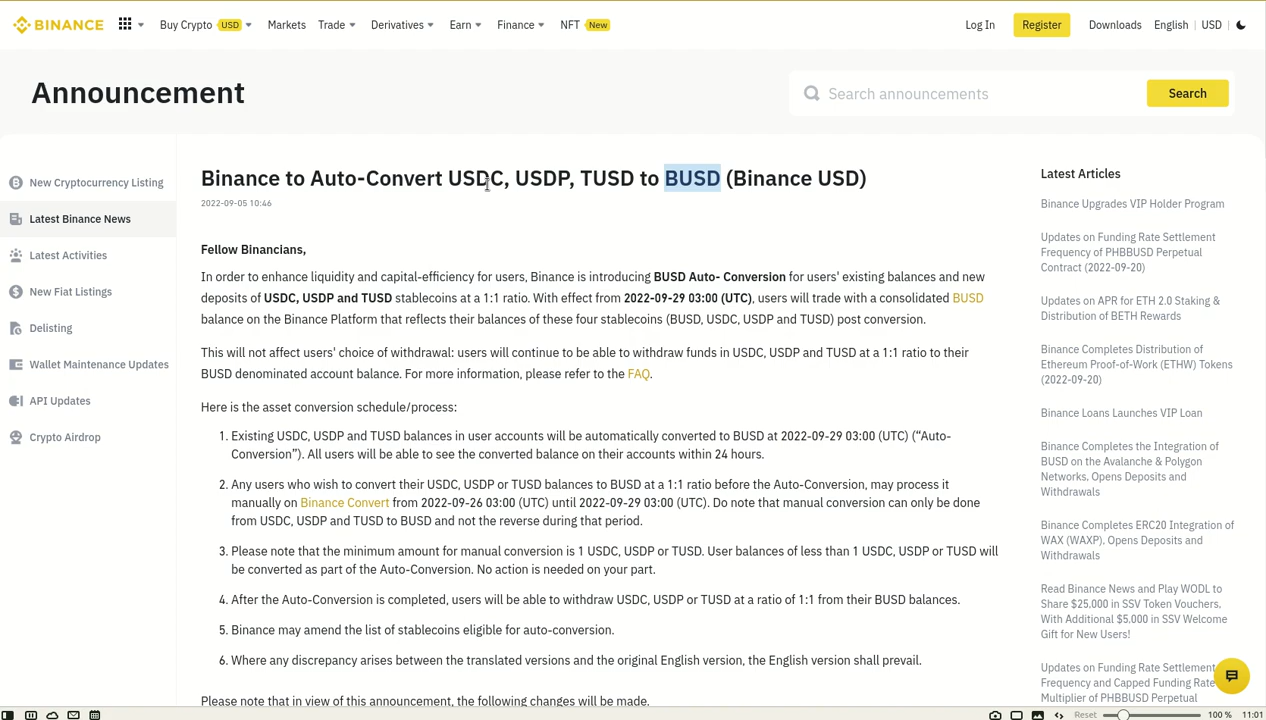 BINANCE
Buy Crypto USD
Markets
Trade
Derivatives
Earn
Finance
NFT New
Log In
Register
Downloads
English | USD
Announcement
Search announcements
Search
New Cryptocurrency Listing
Latest Binance News
Latest Activities
New Fiat Listings
Delisting
Wallet Maintenance Updates
API Updates
Crypto Airdrop
Binance to Auto-Convert USDC, USDP, TUSD to BUSD (Binance USD)
2022-09-05 10:46
Fellow Binancians,
In order to enhance liquidity and capital-efficiency for users, Binance is introducing BUSD Auto- Conversion for users' existing balances and new
deposits of USDC, USDP and TUSD stablecoins at a 1:1 ratio. With effect from 2022-09-29 03:00 (UTC), users will trade with a consolidated BUSD
balance on the Binance Platform that reflects their balances of these four stablecoins (BUSD, USDC, USDP and TUSD) post conversion.
This will not affect users' choice of withdrawal: users will continue to be able to withdraw funds in USDC, USDP and TUSD at a 1:1 ratio to their
BUSD denominated account balance. For more information, please refer to the FAQ.
Here is the asset conversion schedule/process:
1. Existing USDC, USDP and TUSD balances in user accounts will be automatically converted to BUSD at 2022-09-29 03:00 (UTC) (“Auto-
Conversion”). All users will be able to see the converted balance on their accounts within 24 hours.
2. Any users who wish to convert their USDC, USDP or TUSD balances to BUSD at a 1:1 ratio before the Auto-Conversion, may process it
manually on Binance Convert from 2022-09-26 03:00 (UTC) until 2022-09-29 03:00 (UTC). Do note that manual conversion can only be done
from USDC, USDP and TUSD to BUSD and not the reverse during that period.
3. Please note that the minimum amount for manual conversion is 1 USDC, USDP or TUSD. User balances of less than 1 USDC, USDP or TUSD will
be converted as part of the Auto-Conversion. No action is needed on your part.
4. After the Auto-Conversion is completed, users will be able to withdraw USDC, USDP or TUSD at a ratio of 1:1 from their BUSD balances.
5. Binance may amend the list of stablecoins eligible for auto-conversion.
6. Where any discrepancy arises between the translated versions and the original English version, the English version shall prevail.
Please note that in view of this announcement, the following changes will be made.
Latest Articles
Binance Upgrades VIP Holder Program
Updates on Funding Rate Settlement
Frequency of PHBBUSD Perpetual
Contract (2022-09-20)
Updates on APR for ETH 2.0 Staking &
Distribution of BETH Rewards
Binance Completes Distribution of
Ethereum Proof-of-Work (ETHW) Tokens
(2022-09-20)
Binance Loans Launches VIP Loan
Binance Completes the Integration of
BUSD on the Avalanche & Polygon
Networks, Opens Deposits and
Withdrawals
Binance Completes ERC20 Integration of
WAX (WAXP), Opens Deposits and
Withdrawals
Read Binance News and Play WODL to
Share $25,000 in SSV Token Vouchers,
With Additional $5,000 in SSV Welcome
Gift for New Users!
Updates on Funding Rate Settlement
Frequency and Capped Funding Rate
Multiplier of PHBBUSD Perpetual
Reset
100 %
11:01